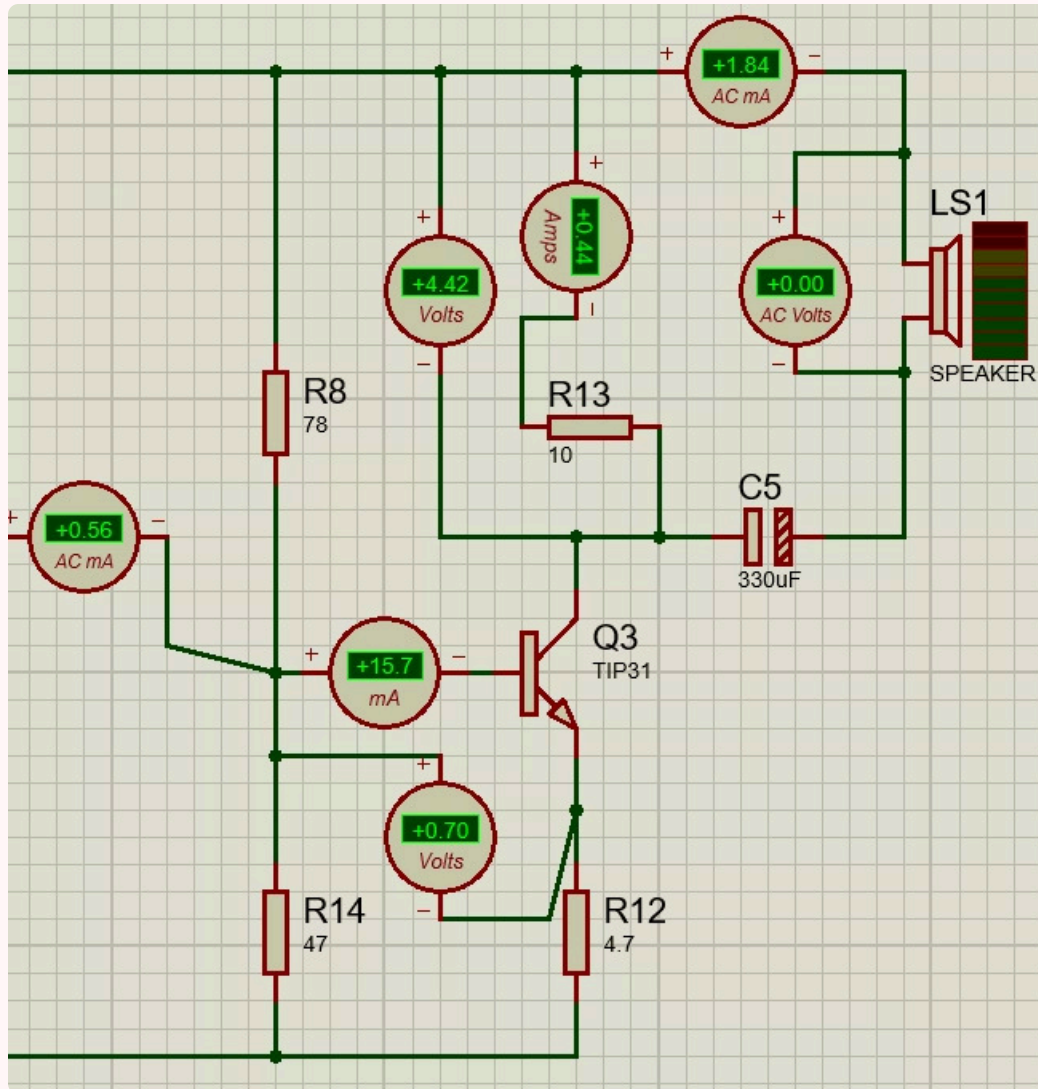 +
+1.84
AC mA
−
+
+0.44
Amps
−
+
+4.42
Volts
−
+
+0.00
AC Volts
−
LS1
SPEAKER
R8
78
R13
10
C5
330uF
+
+0.56
AC mA
−
+
+15.7
mA
−
Q3
TIP31
+
+0.70
Volts
−
R14
47
R12
4.7